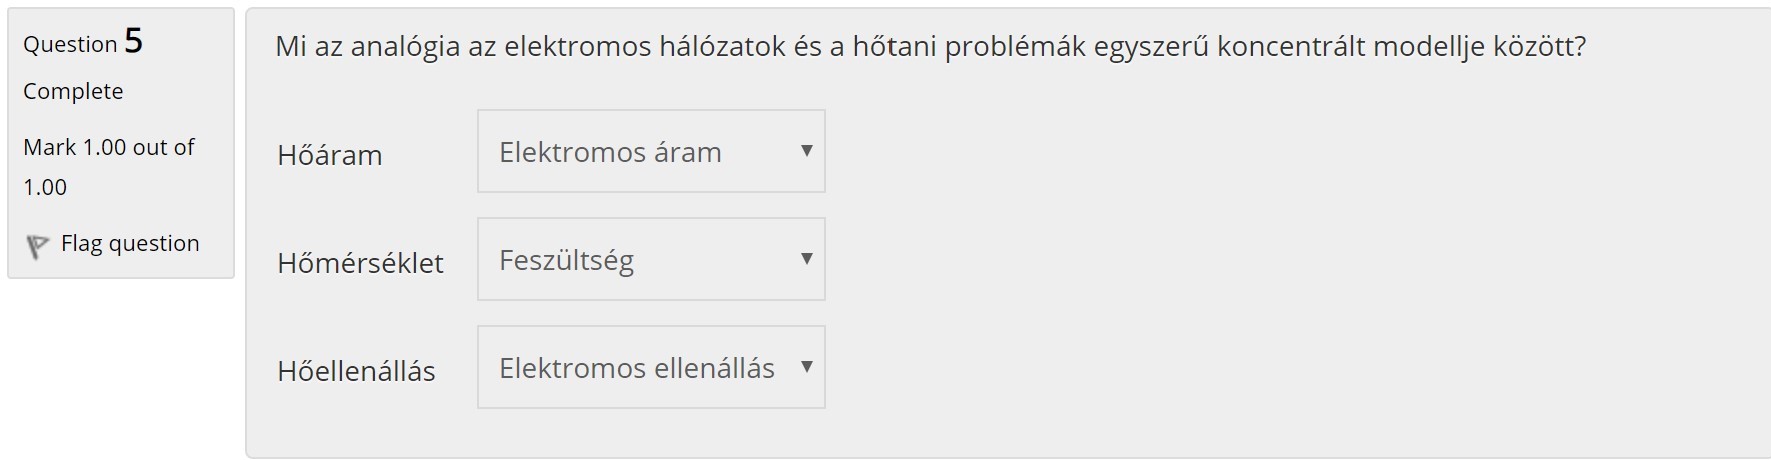 Question 5
Complete
Mark 1.00 out of
1.00
Flag question
Mi az analógia az elektromos hálózatok és a hőtani problémák egyszerű koncentrált modellje között?
Hőáram Elektromos áram
Hőmérséklet Feszültség
Hőellenállás Elektromos ellenállás